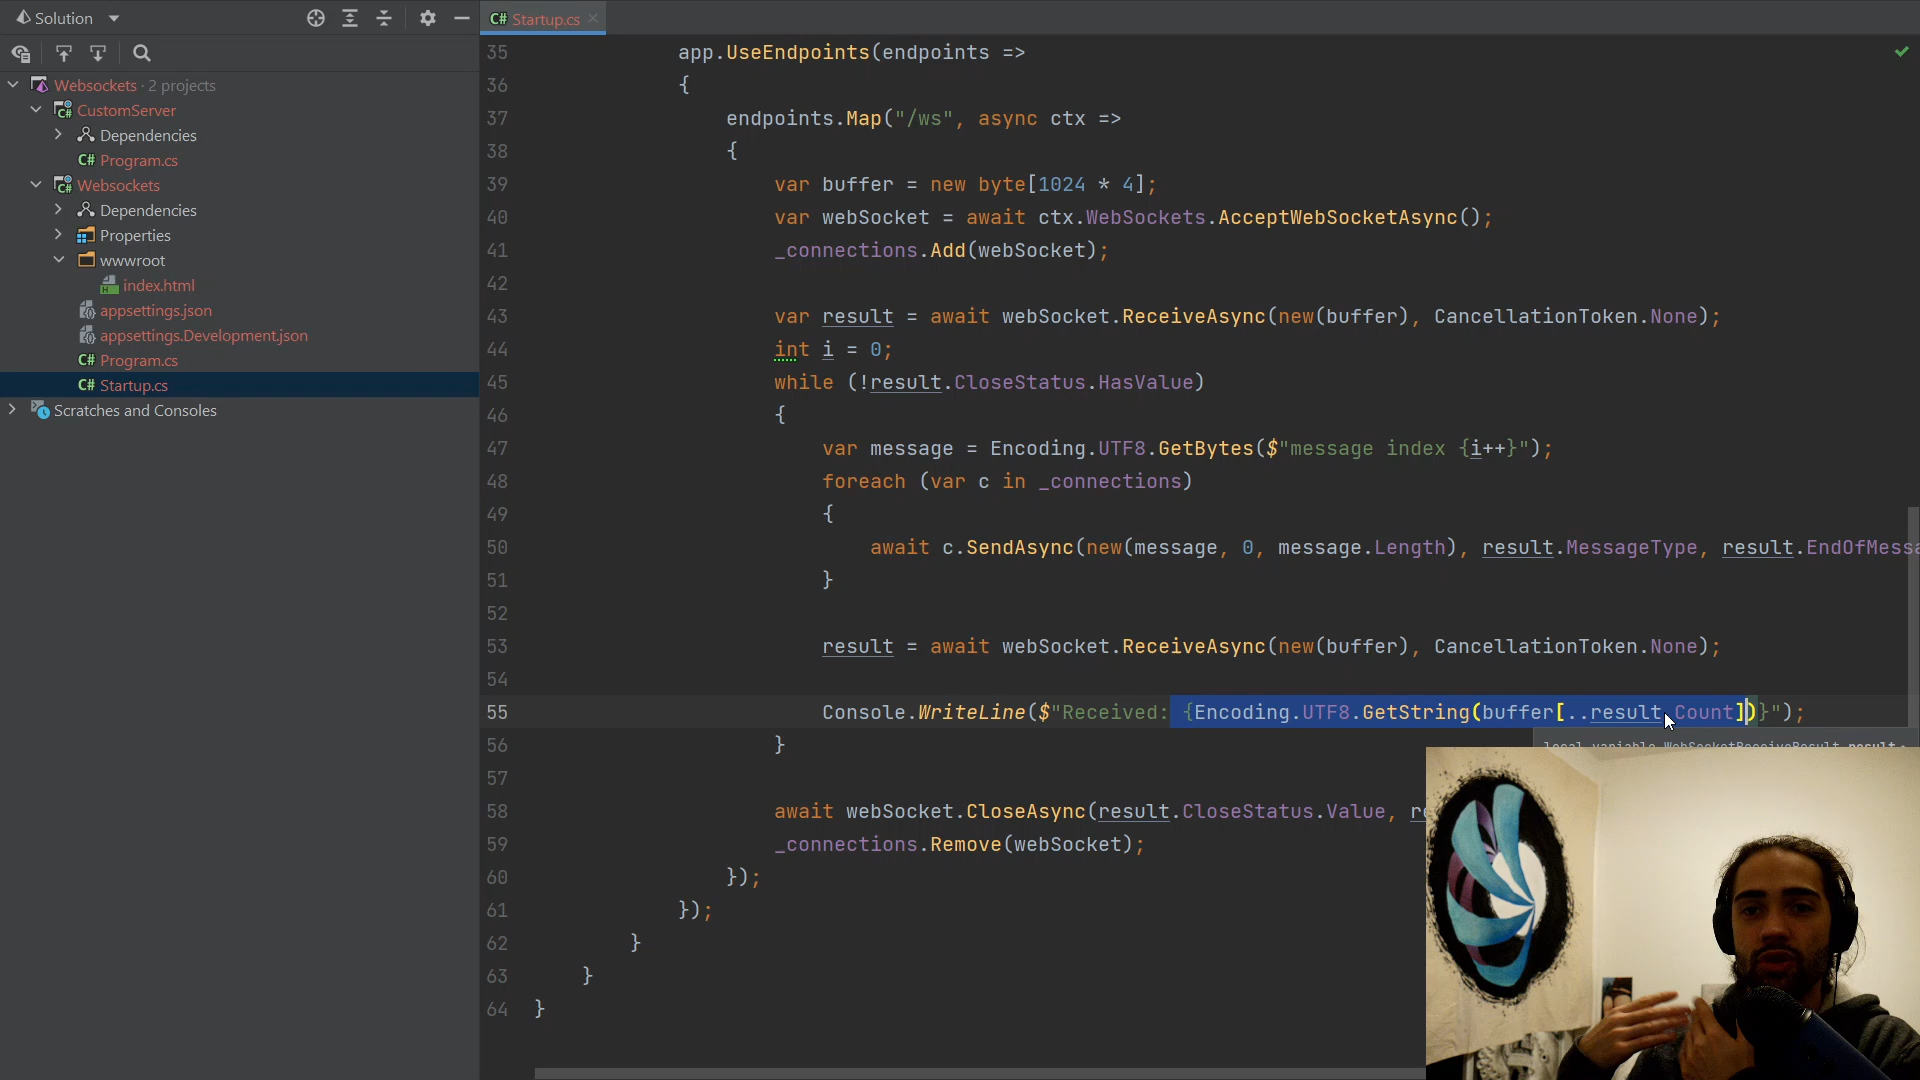 Solution
Startup.cs
Websockets · 2 projects
CustomServer
Dependencies
C# Program.cs
Websockets
Dependencies
Properties
wwwroot
index.html
appsettings.json
appsettings.Development.json
C# Program.cs
C# Startup.cs
Scratches and Consoles
35 app.UseEndpoints(endpoints =>
36 {
37 endpoints.Map("/ws", async ctx =>
38 {
39 var buffer = new byte[1024 * 4];
40 var webSocket = await ctx.WebSockets.AcceptWebSocketAsync();
41 _connections.Add(webSocket);
42
43 var result = await webSocket.ReceiveAsync(new(buffer), CancellationToken.None);
44 int i = 0;
45 while (!result.CloseStatus.HasValue)
46 {
47 var message = Encoding.UTF8.GetBytes($"message index {i++}");
48 foreach (var c in _connections)
49 {
50 await c.SendAsync(new(message, 0, message.Length), result.MessageType, result.EndOfMessa
51 }
52
53 result = await webSocket.ReceiveAsync(new(buffer), CancellationToken.None);
54
55 Console.WriteLine($"Received: {Encoding.UTF8.GetString(buffer[..result.Count])}");
local variable WebSocketReceiveResult result
56 }
57
58 await webSocket.CloseAsync(result.CloseStatus.Value, re
59 _connections.Remove(webSocket);
60 });
61 });
62 }
63 }
64 }